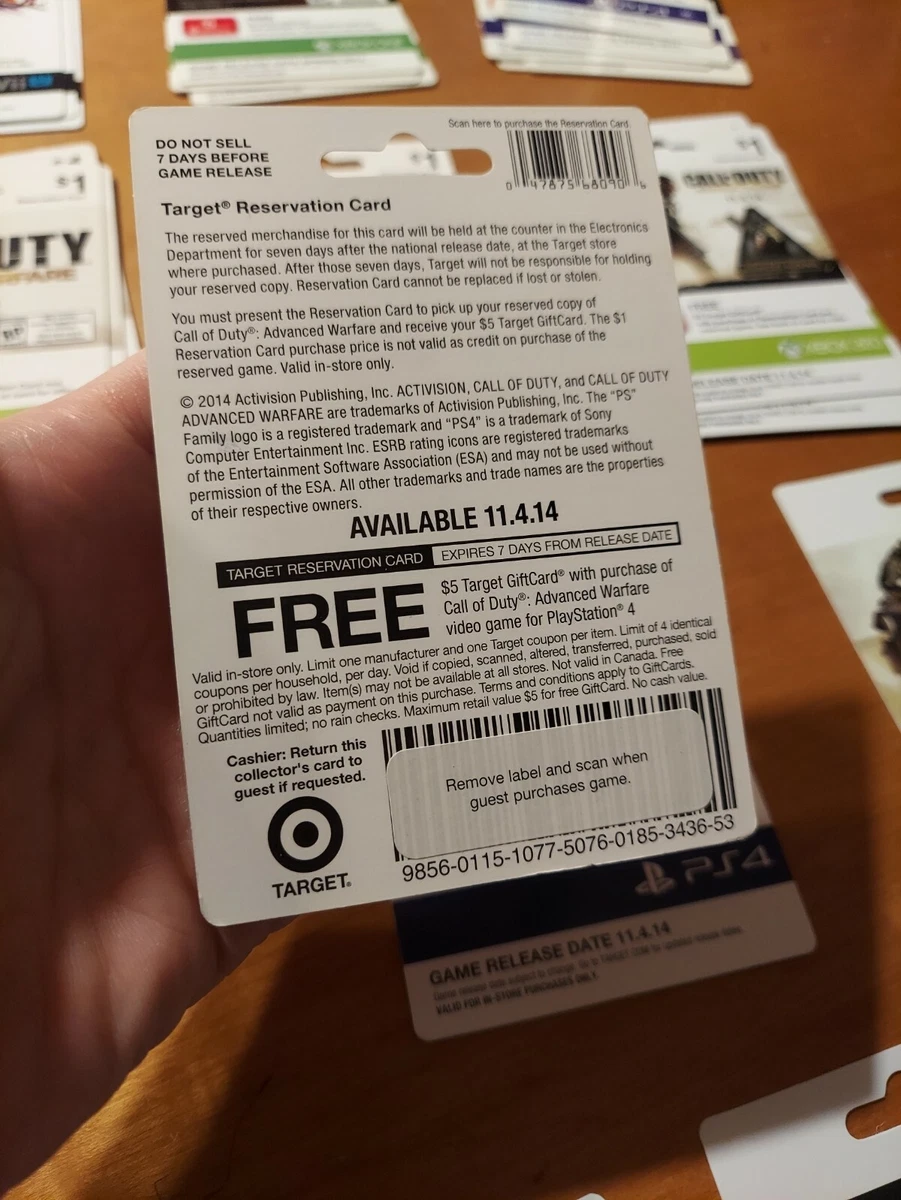 Scan here to purchase the Reservation Card.
DO NOT SELL
7 DAYS BEFORE
GAME RELEASE
0 47875 68090 6
Target® Reservation Card
The reserved merchandise for this card will be held at the counter in the Electronics
Department for seven days after the national release date, at the Target store
where purchased. After those seven days, Target will not be responsible for holding
your reserved copy. Reservation Card cannot be replaced if lost or stolen.
You must present the Reservation Card to pick up your reserved copy of
Call of Duty®: Advanced Warfare and receive your $5 Target GiftCard. The $1
Reservation Card purchase price is not valid as credit on purchase of the
reserved game. Valid in-store only.
© 2014 Activision Publishing, Inc. ACTIVISION, CALL OF DUTY, and CALL OF DUTY
ADVANCED WARFARE are trademarks of Activision Publishing, Inc. The "PS"
Family logo is a registered trademark and "PS4" is a trademark of Sony
Computer Entertainment Inc. ESRB rating icons are registered trademarks
of the Entertainment Software Association (ESA) and may not be used without
permission of the ESA. All other trademarks and trade names are the properties
of their respective owners.
AVAILABLE 11.4.14
TARGET RESERVATION CARD EXPIRES 7 DAYS FROM RELEASE DATE
FREE
$5 Target GiftCard® with purchase of
Call of Duty®: Advanced Warfare
video game for PlayStation® 4
Valid in-store only. Limit one manufacturer and one Target coupon per item. Limit of 4 identical
coupons per household, per day. Void if copied, scanned, altered, transferred, purchased, sold
or prohibited by law. Item(s) may not be available at all stores. Not valid in Canada. Free
GiftCard not valid as payment on this purchase. Terms and conditions apply to GiftCards.
Quantities limited; no rain checks. Maximum retail value $5 for free GiftCard. No cash value.
Cashier: Return this
collector's card to
guest if requested.
Remove label and scan when
guest purchases game.
9856-0115-1077-5076-0185-3436-53
TARGET®
PS4
GAME RELEASE DATE 11.4.14
VALID FOR IN-STORE PURCHASES ONLY
$1
UTY
$1
CALL OF DUTY
XBOX 360